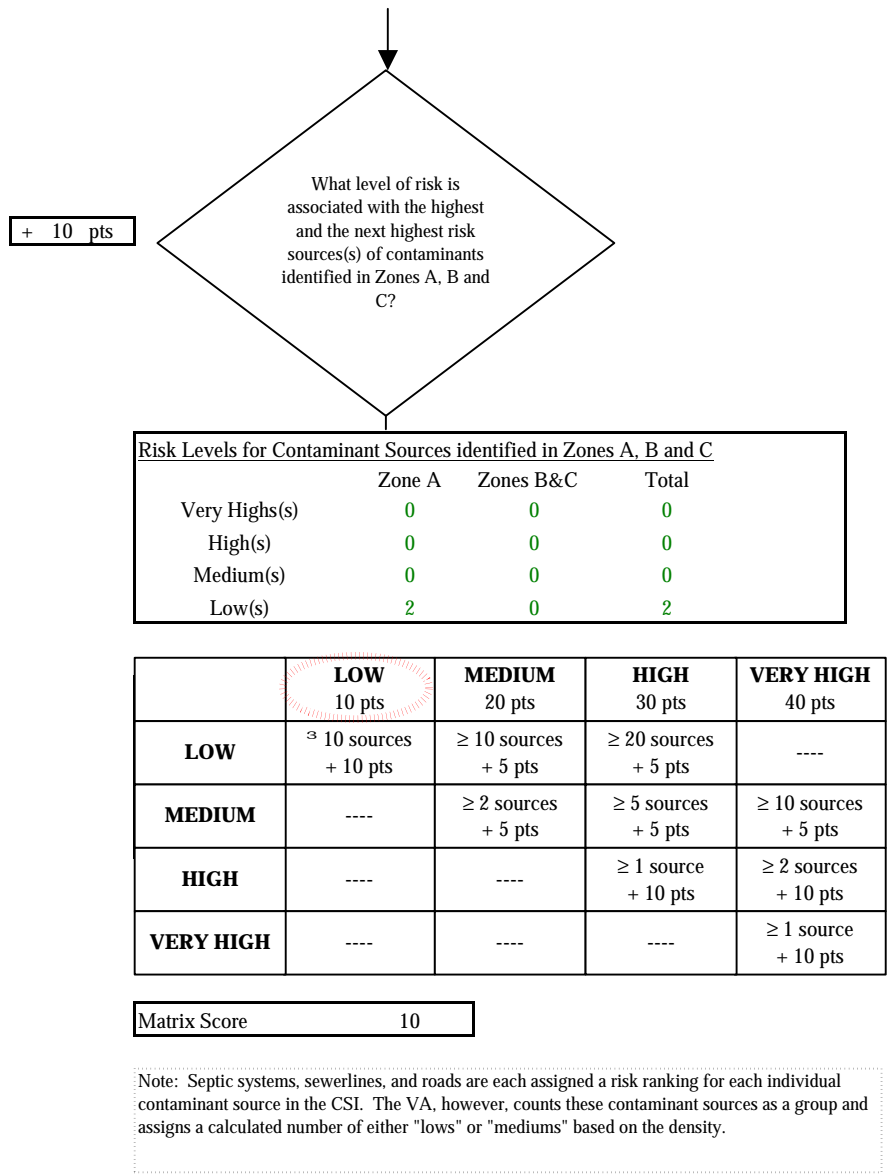 What level of risk is
associated with the highest
and the next highest risk
sources(s) of contaminants
identified in Zones A, B and
C?
+ 10 pts
Risk Levels for Contaminant Sources identified in Zones A, B and C
Zone A Zones B&C Total
Very Highs(s) 0 0 0
High(s) 0 0 0
Medium(s) 0 0 0
Low(s) 2 0 2
LOW MEDIUM HIGH VERY HIGH
10 pts 20 pts 30 pts 40 pts
LOW ³ 10 sources ≥ 10 sources ≥ 20 sources ----
+ 10 pts + 5 pts + 5 pts
MEDIUM ---- ≥ 2 sources ≥ 5 sources ≥ 10 sources
+ 5 pts + 5 pts + 5 pts
HIGH ---- ---- ≥ 1 source ≥ 2 sources
+ 10 pts + 10 pts
VERY HIGH ---- ---- ---- ≥ 1 source
+ 10 pts
Matrix Score 10
Note: Septic systems, sewerlines, and roads are each assigned a risk ranking for each individual
contaminant source in the CSI. The VA, however, counts these contaminant sources as a group and
assigns a calculated number of either "lows" or "mediums" based on the density.